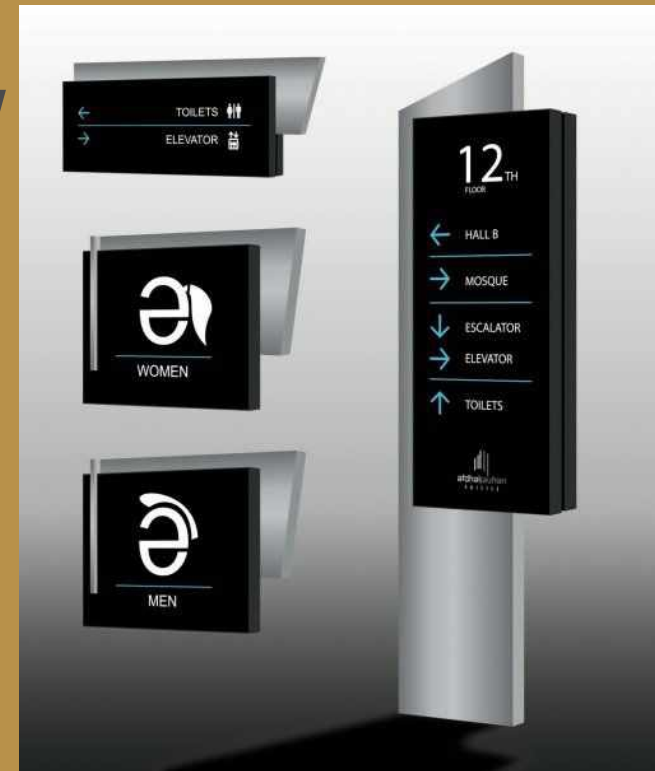 TOILETS
ELEVATOR
WOMEN
MEN
12TH
FLOOR
HALL B
MOSQUE
ESCALATOR
ELEVATOR
TOILETS